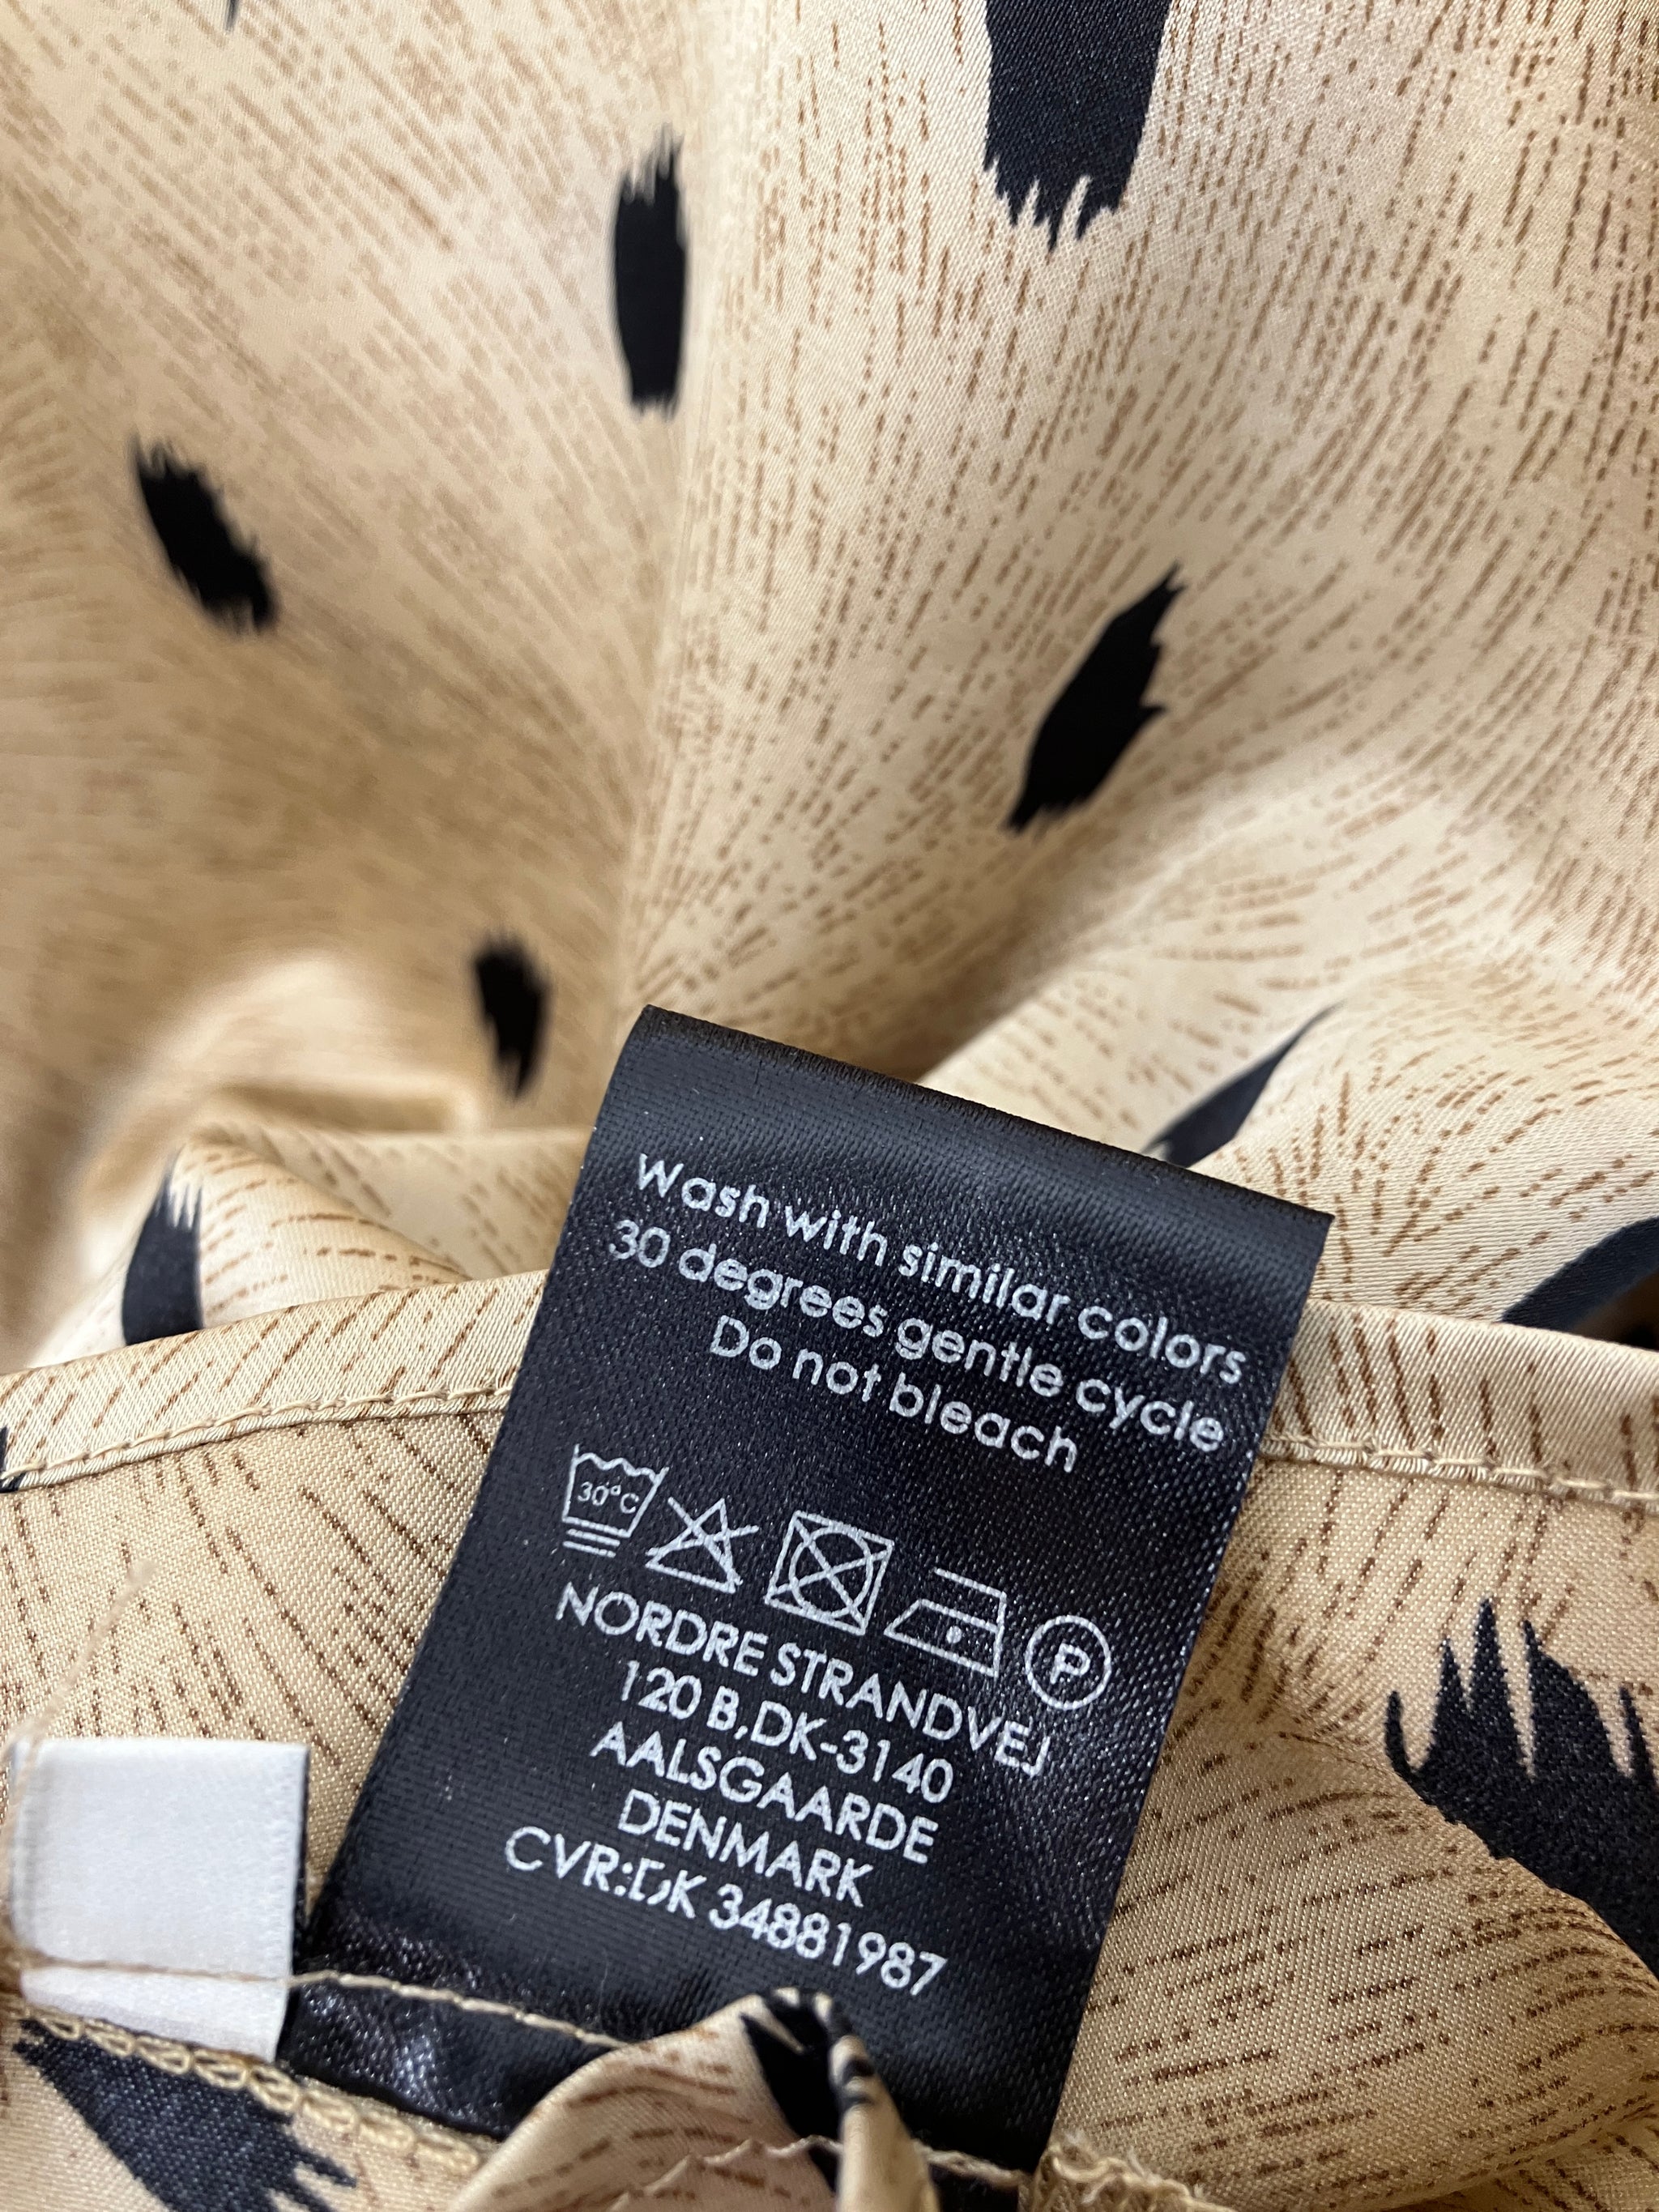 Wash with similar colors
30 degrees gentle cycle
Do not bleach
30°C
P
NORDRE STRANDVEJ
120 B,DK-3140
AALSGAARDE
DENMARK
CVR:DK 34881987